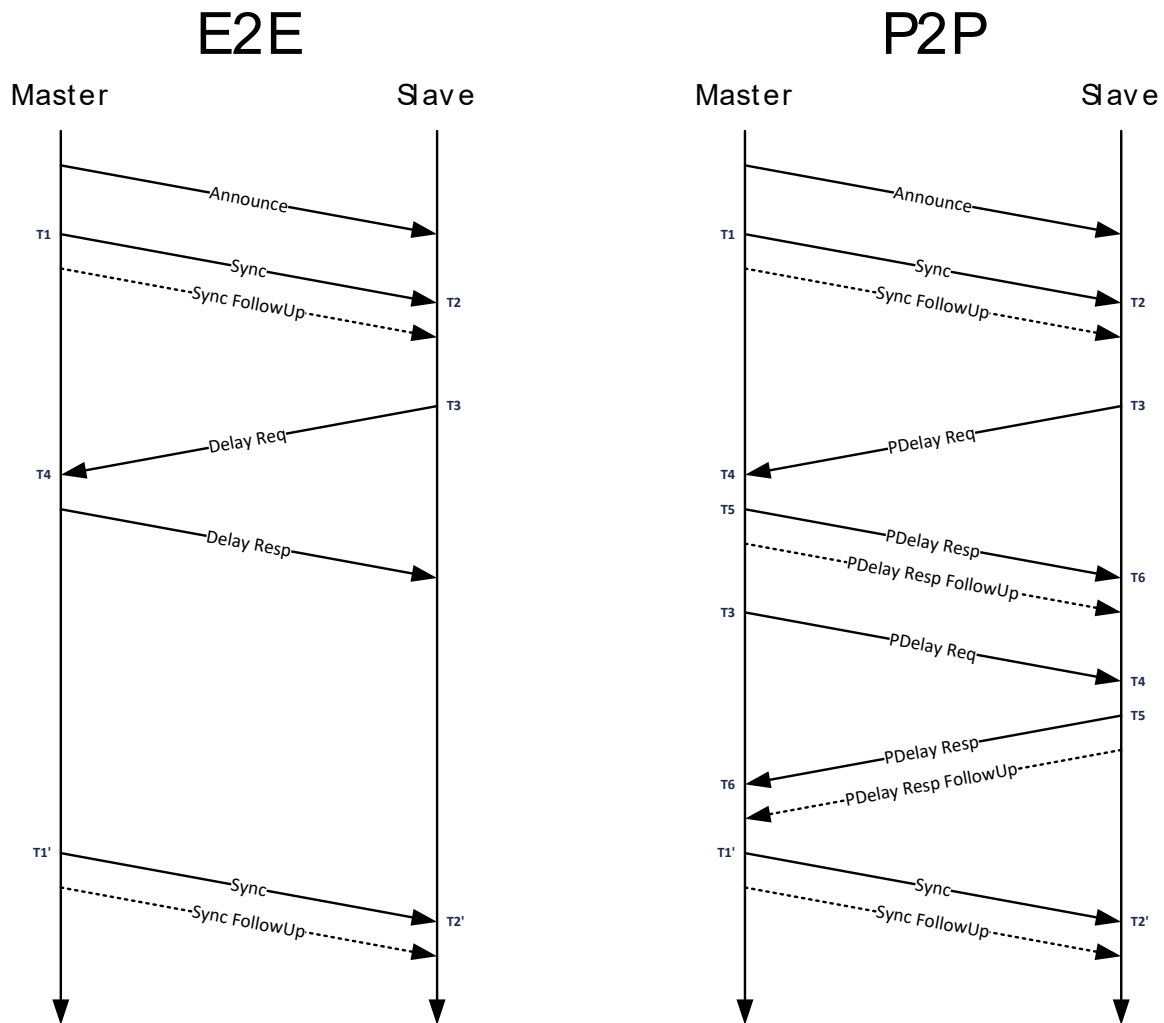 E2E
Master
Slave
Announce
T1
Sync
Sync FollowUp
T2
T3
Delay Req
T4
Delay Resp
T1'
Sync
Sync FollowUp
T2'
P2P
Master
Slave
Announce
T1
Sync
Sync FollowUp
T2
T3
PDelay Req
T4
T5
PDelay Resp
PDelay Resp FollowUp
T6
T3
PDelay Req
T4
T5
PDelay Resp
PDelay Resp FollowUp
T6
T1'
Sync
Sync FollowUp
T2'